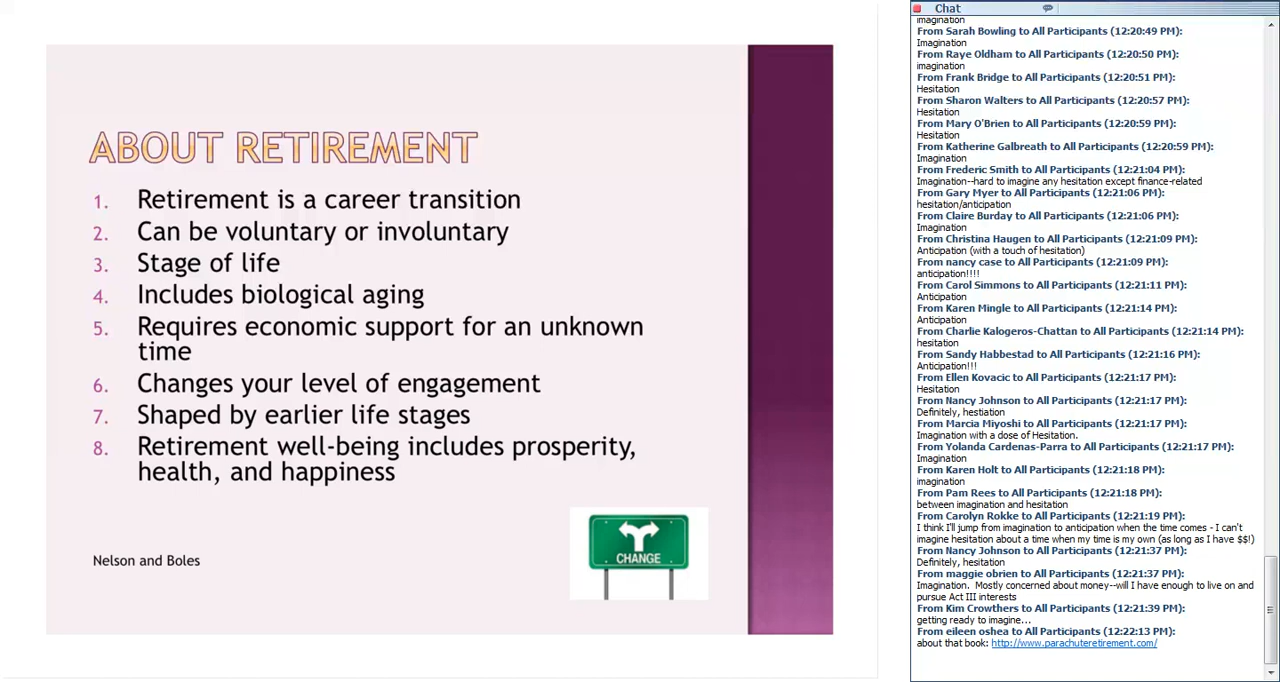 ABOUT RETIREMENT
1. Retirement is a career transition
2. Can be voluntary or involuntary
3. Stage of life
4. Includes biological aging
5. Requires economic support for an unknown
time
6. Changes your level of engagement
7. Shaped by earlier life stages
8. Retirement well-being includes prosperity,
health, and happiness
CHANGE
Nelson and Boles
Chat
imagination
From Sarah Bowling to All Participants (12:20:49 PM):
Imagination
From Raye Oldham to All Participants (12:20:50 PM):
imagination
From Frank Bridge to All Participants (12:20:51 PM):
Hesitation
From Sharon Walters to All Participants (12:20:57 PM):
Hesitation
From Mary O'Brien to All Participants (12:20:59 PM):
Hesitation
From Katherine Galbreath to All Participants (12:20:59 PM):
Imagination
From Frederic Smith to All Participants (12:21:04 PM):
Imagination--hard to imagine any hesitation except finance-related
From Gary Myer to All Participants (12:21:06 PM):
hesitation/anticipation
From Claire Burday to All Participants (12:21:06 PM):
Imagination
From Christina Haugen to All Participants (12:21:09 PM):
Anticipation (with a touch of hesitation)
From nancy case to All Participants (12:21:09 PM):
anticipation!!!!
From Carol Simmons to All Participants (12:21:11 PM):
Anticipation
From Karen Mingle to All Participants (12:21:14 PM):
Anticipation
From Charlie Kalogeros-Chattan to All Participants (12:21:14 PM):
hesitation
From Sandy Habbestad to All Participants (12:21:16 PM):
Anticipation!!!
From Ellen Kovacic to All Participants (12:21:17 PM):
Hesitation
From Nancy Johnson to All Participants (12:21:17 PM):
Definitely, hestiation
From Marcia Miyoshi to All Participants (12:21:17 PM):
Imagination with a dose of Hesitation.
From Yolanda Cardenas-Parra to All Participants (12:21:17 PM):
Imagination
From Karen Holt to All Participants (12:21:18 PM):
imagination
From Pam Rees to All Participants (12:21:18 PM):
between imagination and hesitation
From Carolyn Rokke to All Participants (12:21:19 PM):
I think I'll jump from imagination to anticipation when the time comes - I can't
imagine hesitation about a time when my time is my own (as long as I have $$!)
From Nancy Johnson to All Participants (12:21:37 PM):
Definitely, hesitation
From maggie obrien to All Participants (12:21:37 PM):
Imagination.  Mostly concerned about money--will I have enough to live on and
pursue Act III interests
From Kim Crowthers to All Participants (12:21:39 PM):
getting ready to imagine...
From eileen oshea to All Participants (12:22:13 PM):
about that book: http://www.parachuteretirement.com/